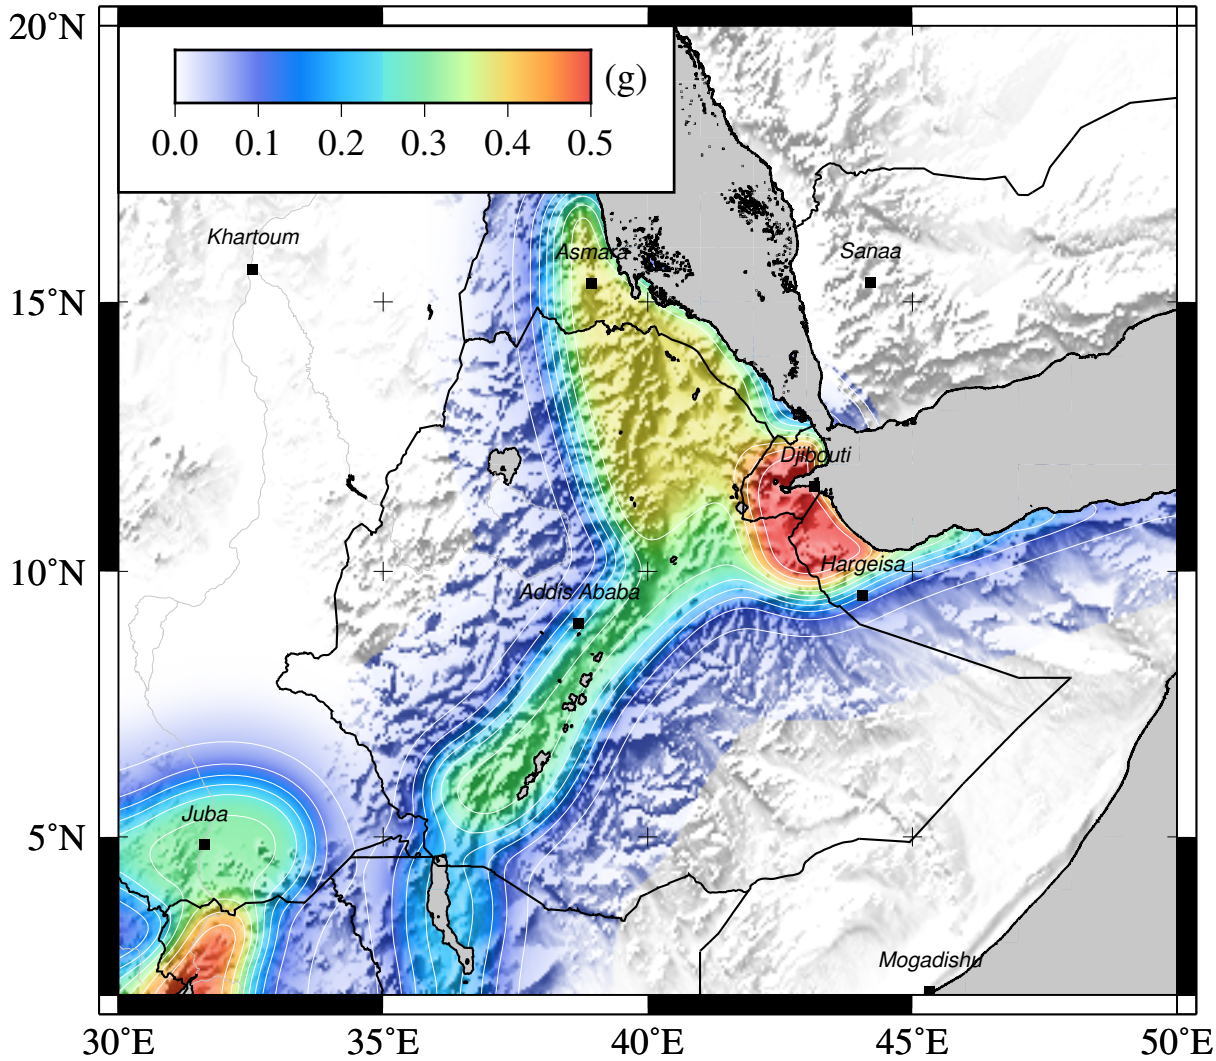 20°N
(g)
0.0 0.1 0.2 0.3 0.4 0.5
Khartoum
Asmara
Sanaa
15°N
Djibouti
10°N
Hargeisa
Addis Ababa
Juba
5°N
Mogadishu
30°E 35°E 40°E 45°E 50°E